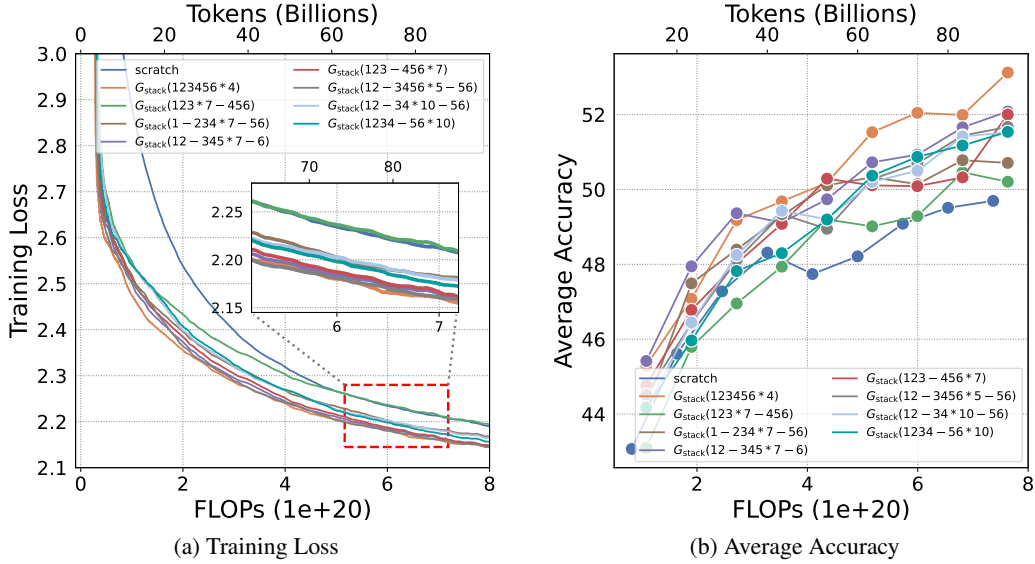 Tokens (Billions)
0 20 40 60 80
3.0
2.9
2.8
2.7
2.6
2.5
2.4
2.3
2.2
2.1
Training Loss
scratch
G_stack(123456 * 4)
G_stack(123 * 7 − 456)
G_stack(1 − 234 * 7 − 56)
G_stack(12 − 345 * 7 − 6)
G_stack(123 − 456 * 7)
G_stack(12 − 3456 * 5 − 56)
G_stack(12 − 34 * 10 − 56)
G_stack(1234 − 56 * 10)
70 80
2.25
2.20
2.15
6 7
0 2 4 6 8
FLOPs (1e+20)
(a) Training Loss
Tokens (Billions)
20 40 60 80
52
50
48
46
44
Average Accuracy
scratch
G_stack(123456 * 4)
G_stack(123 * 7 − 456)
G_stack(1 − 234 * 7 − 56)
G_stack(12 − 345 * 7 − 6)
G_stack(123 − 456 * 7)
G_stack(12 − 3456 * 5 − 56)
G_stack(12 − 34 * 10 − 56)
G_stack(1234 − 56 * 10)
2 4 6 8
FLOPs (1e+20)
(b) Average Accuracy